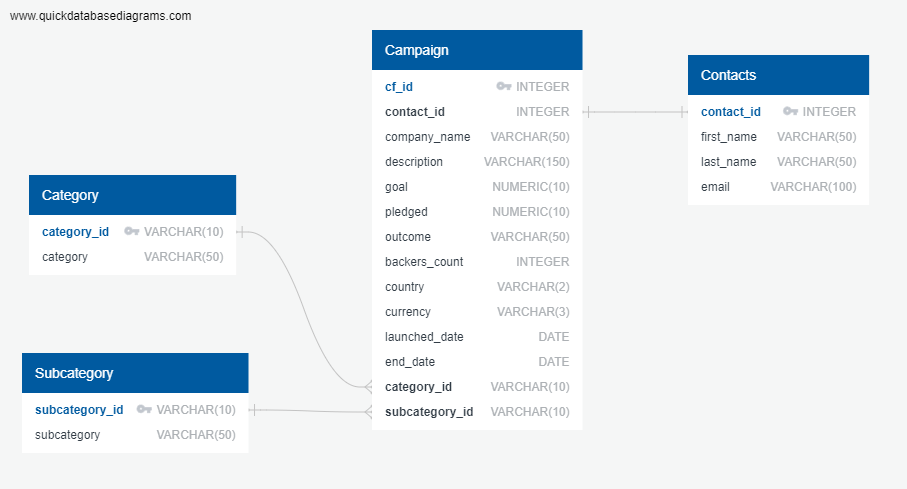 www.quickdatabasediagrams.com
Campaign
cf_id INTEGER
contact_id INTEGER
company_name VARCHAR(50)
description VARCHAR(150)
goal NUMERIC(10)
pledged NUMERIC(10)
outcome VARCHAR(50)
backers_count INTEGER
country VARCHAR(2)
currency VARCHAR(3)
launched_date DATE
end_date DATE
category_id VARCHAR(10)
subcategory_id VARCHAR(10)
Contacts
contact_id INTEGER
first_name VARCHAR(50)
last_name VARCHAR(50)
email VARCHAR(100)
Category
category_id VARCHAR(10)
category VARCHAR(50)
Subcategory
subcategory_id VARCHAR(10)
subcategory VARCHAR(50)